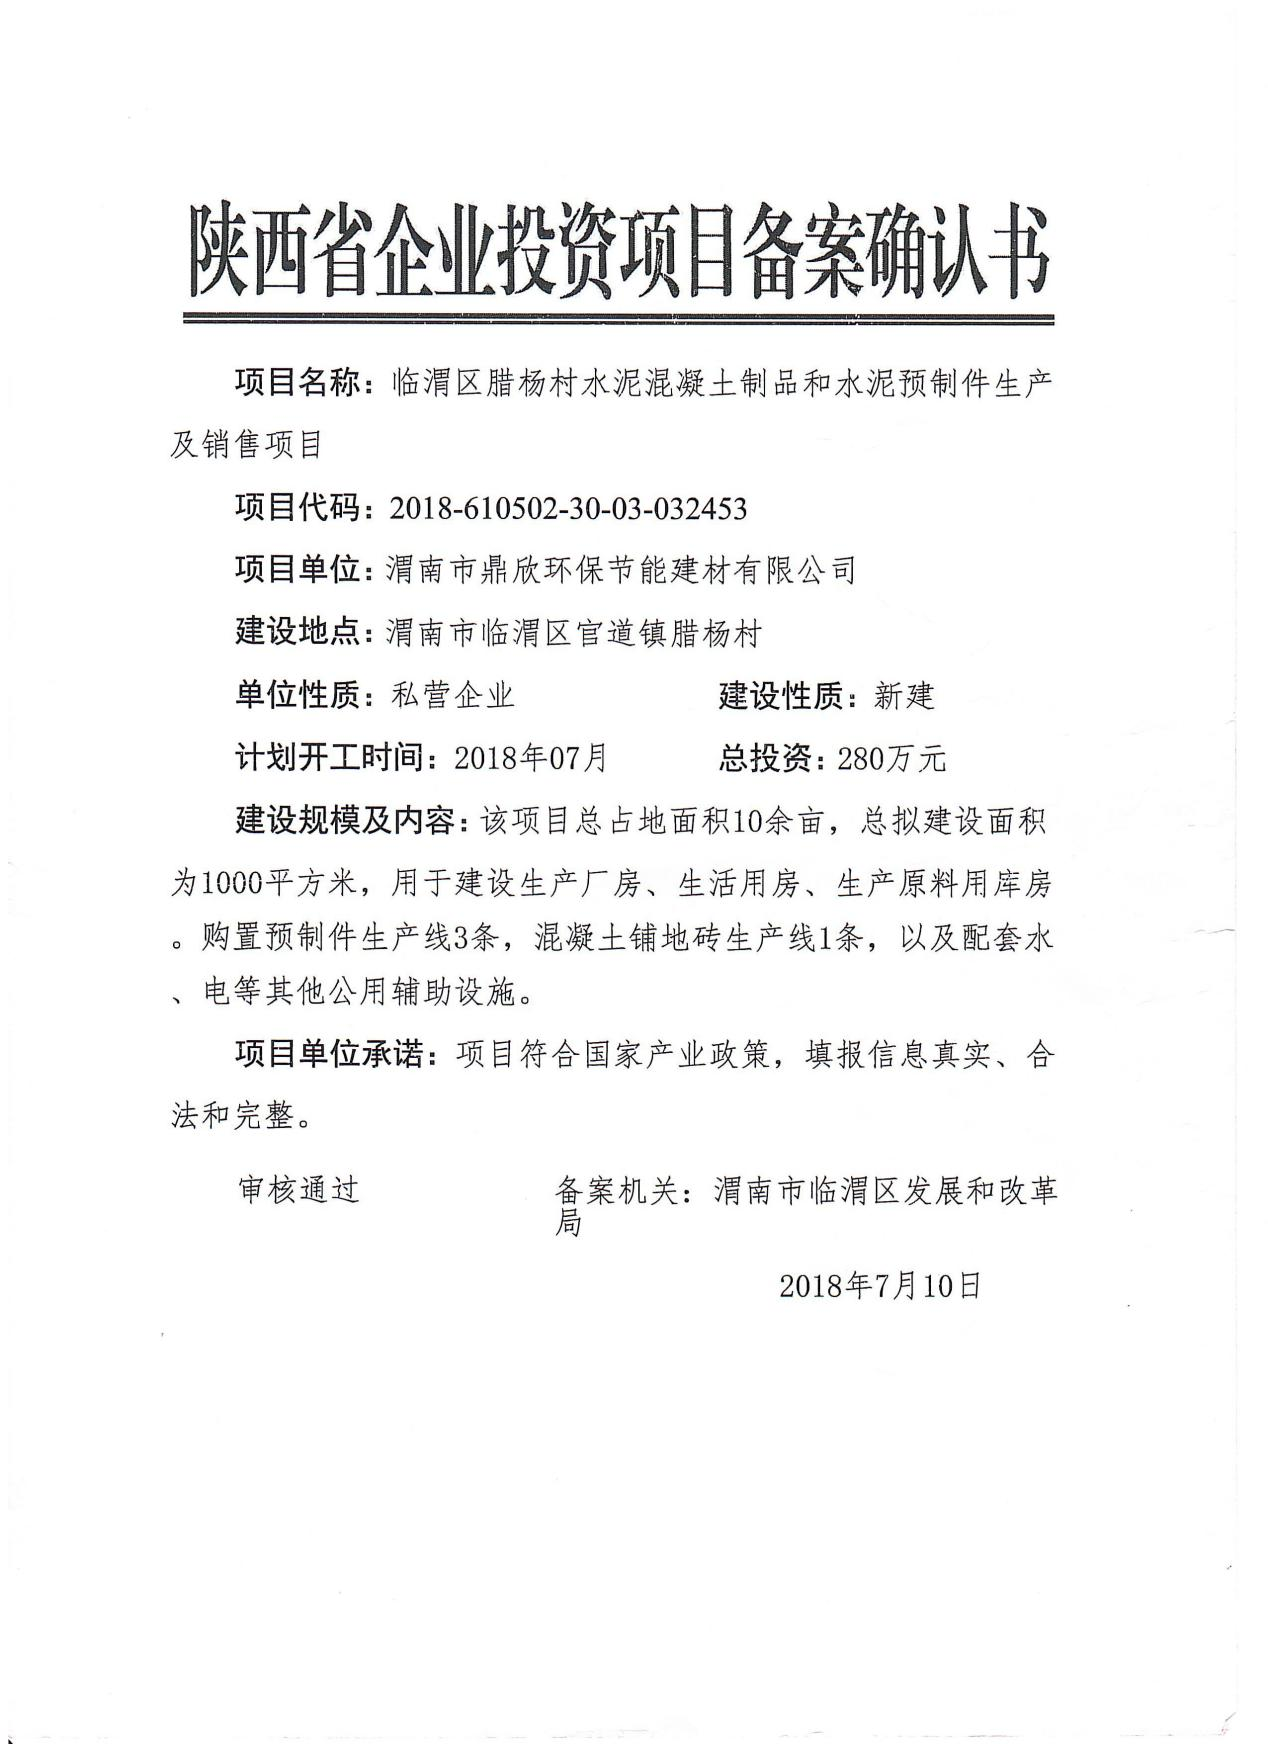 陕西省企业投资项目备案确认书
项目名称：临渭区腊杨村水泥混凝土制品和水泥预制件生产
及销售项目
项目代码：2018-610502-30-03-032453
项目单位：渭南市鼎欣环保节能建材有限公司
建设地点：渭南市临渭区官道镇腊杨村
单位性质：私营企业 建设性质：新建
计划开工时间：2018年07月 总投资：280万元
建设规模及内容：该项目总占地面积10余亩，总拟建设面积
为1000平方米，用于建设生产厂房、生活用房、生产原料用库房
。购置预制件生产线3条，混凝土铺地砖生产线1条，以及配套水
、电等其他公用辅助设施。
项目单位承诺：项目符合国家产业政策，填报信息真实、合
法和完整。
审核通过 备案机关：渭南市临渭区发展和改革
局
2018年7月10日